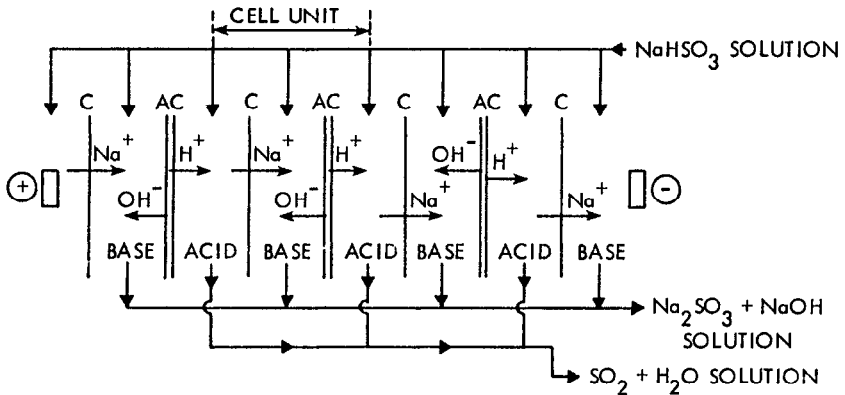 CELL UNIT
NaHSO₃ SOLUTION
C AC C AC C AC C
Na⁺ H⁺ Na⁺ H⁺ OH⁻ H⁺
+ −
OH⁻ OH⁻ Na⁺ Na⁺
BASE ACID BASE ACID BASE ACID BASE
Na₂SO₃ + NaOH
SOLUTION
SO₂ + H₂O SOLUTION